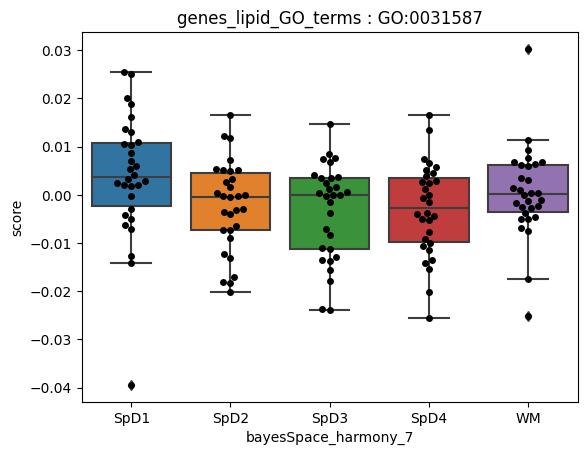 genes_lipid_GO_terms : GO:0031587
score
0.03
0.02
0.01
0.00
−0.01
−0.02
−0.03
−0.04
SpD1 SpD2 SpD3 SpD4 WM
bayesSpace_harmony_7